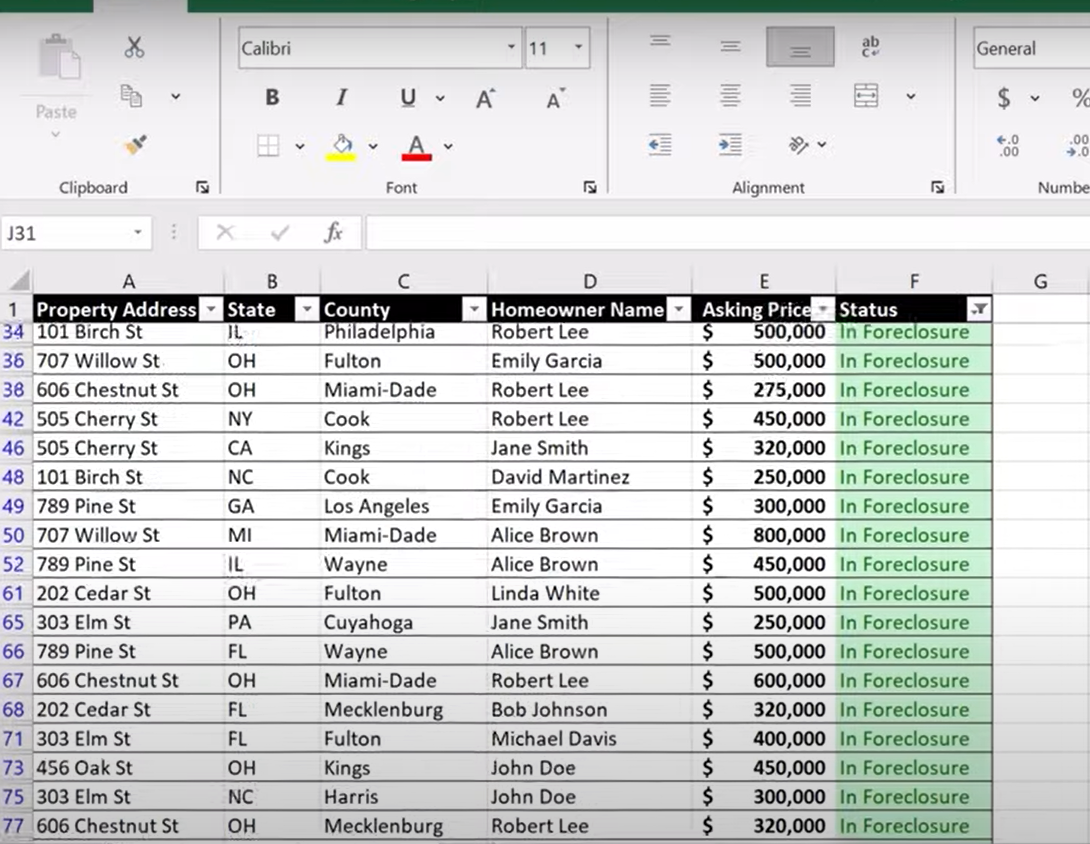 Calibri 11 ab General
Paste B I U A A $ %
A
Clipboard Font Alignment Numbe
J31 fx
A B C D E F G
1 Property Address State County Homeowner Name Asking Price Status
34 101 Birch St IL Philadelphia Robert Lee $ 500,000 In Foreclosure
36 707 Willow St OH Fulton Emily Garcia $ 500,000 In Foreclosure
38 606 Chestnut St OH Miami-Dade Robert Lee $ 275,000 In Foreclosure
42 505 Cherry St NY Cook Robert Lee $ 450,000 In Foreclosure
46 505 Cherry St CA Kings Jane Smith $ 320,000 In Foreclosure
48 101 Birch St NC Cook David Martinez $ 250,000 In Foreclosure
49 789 Pine St GA Los Angeles Emily Garcia $ 300,000 In Foreclosure
50 707 Willow St MI Miami-Dade Alice Brown $ 800,000 In Foreclosure
52 789 Pine St IL Wayne Alice Brown $ 450,000 In Foreclosure
61 202 Cedar St OH Fulton Linda White $ 500,000 In Foreclosure
65 303 Elm St PA Cuyahoga Jane Smith $ 250,000 In Foreclosure
66 789 Pine St FL Wayne Alice Brown $ 500,000 In Foreclosure
67 606 Chestnut St OH Miami-Dade Robert Lee $ 600,000 In Foreclosure
68 202 Cedar St FL Mecklenburg Bob Johnson $ 320,000 In Foreclosure
71 303 Elm St FL Fulton Michael Davis $ 400,000 In Foreclosure
73 456 Oak St OH Kings John Doe $ 450,000 In Foreclosure
75 303 Elm St NC Harris John Doe $ 300,000 In Foreclosure
77 606 Chestnut St OH Mecklenburg Robert Lee $ 320,000 In Foreclosure